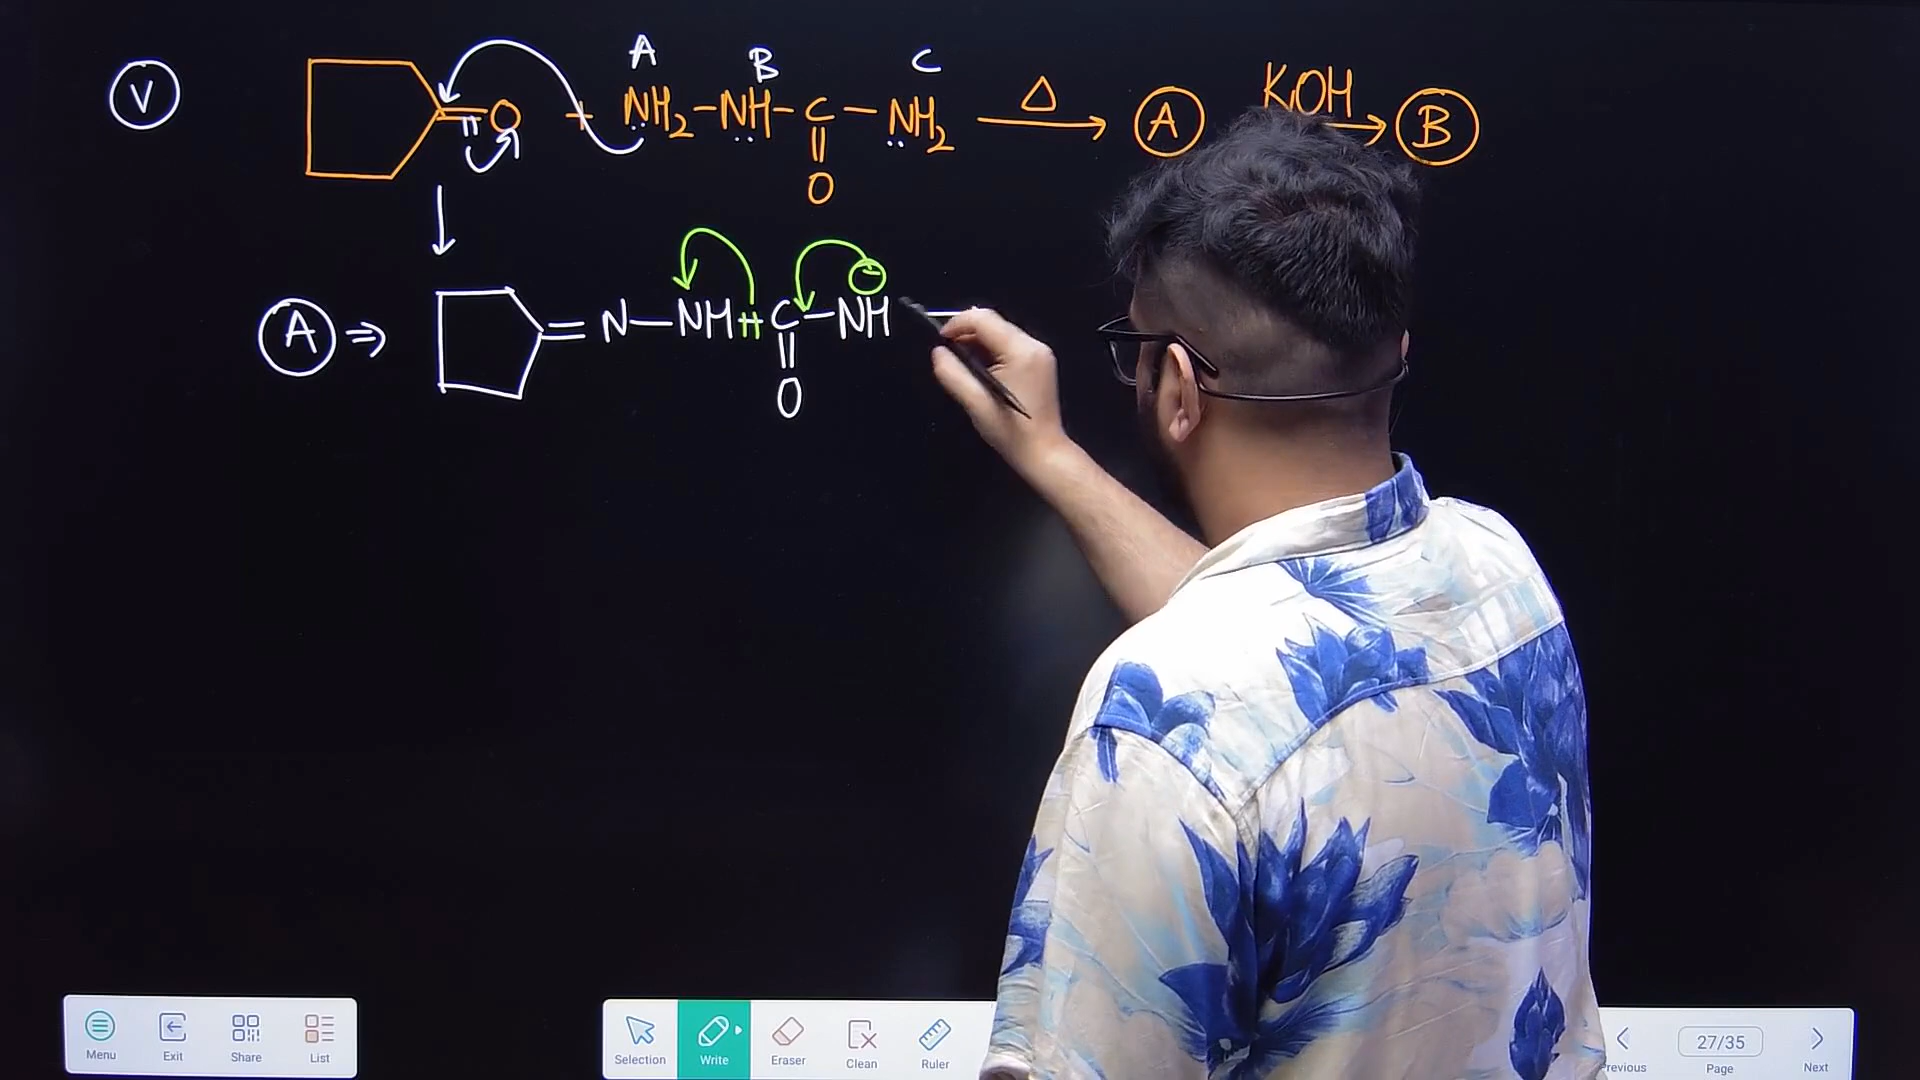 V
A B C
O + NH2 – NH – C – NH2 Δ A KOH B
O
A ⇒ = N – NH – C – NH
O
Menu Exit Share List Selection Write Eraser Clean Ruler Previous 27/35 Page Next